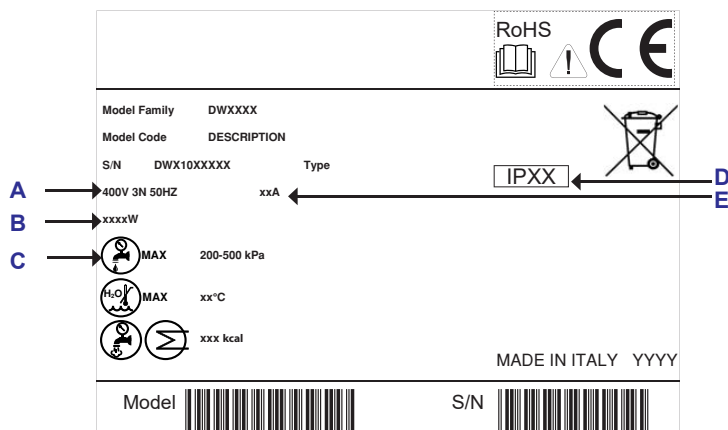 RoHS
CE
Model Family DWXXXX
Model Code DESCRIPTION
S/N DWX10XXXXX Type
IPXX
D
A 400V 3N 50HZ xxA E
B xxxxW
C MAX 200-500 kPa
H₂O MAX xx°C
xxx kcal
MADE IN ITALY YYYY
Model S/N